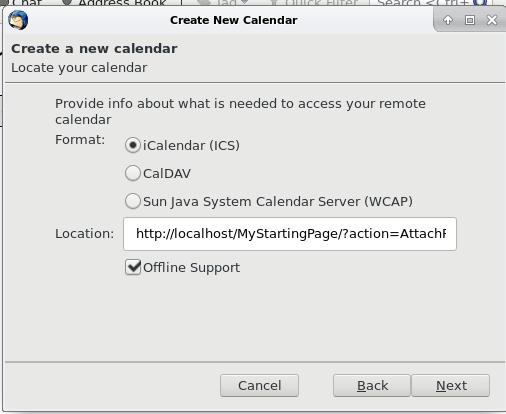 Chat Address Book Tag Quick Filter Search <Ctrl+
Create New Calendar
Create a new calendar
Locate your calendar
Provide info about what is needed to access your remote
calendar
Format:
iCalendar (ICS)
CalDAV
Sun Java System Calendar Server (WCAP)
Location: http://localhost/MyStartingPage/?action=Attach
Offline Support
Cancel Back Next